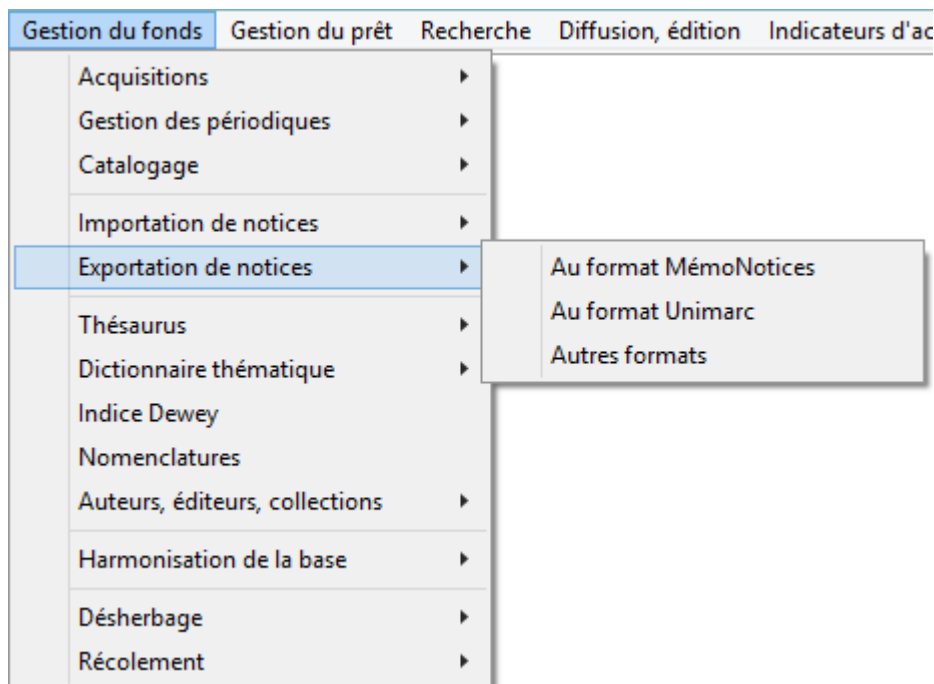 Gestion du fonds Gestion du prêt Recherche Diffusion, édition Indicateurs d'ac
Acquisitions
Gestion des périodiques
Catalogage
Importation de notices
Exportation de notices
Au format MémoNotices
Au format Unimarc
Autres formats
Thésaurus
Dictionnaire thématique
Indice Dewey
Nomenclatures
Auteurs, éditeurs, collections
Harmonisation de la base
Désherbage
Récolement